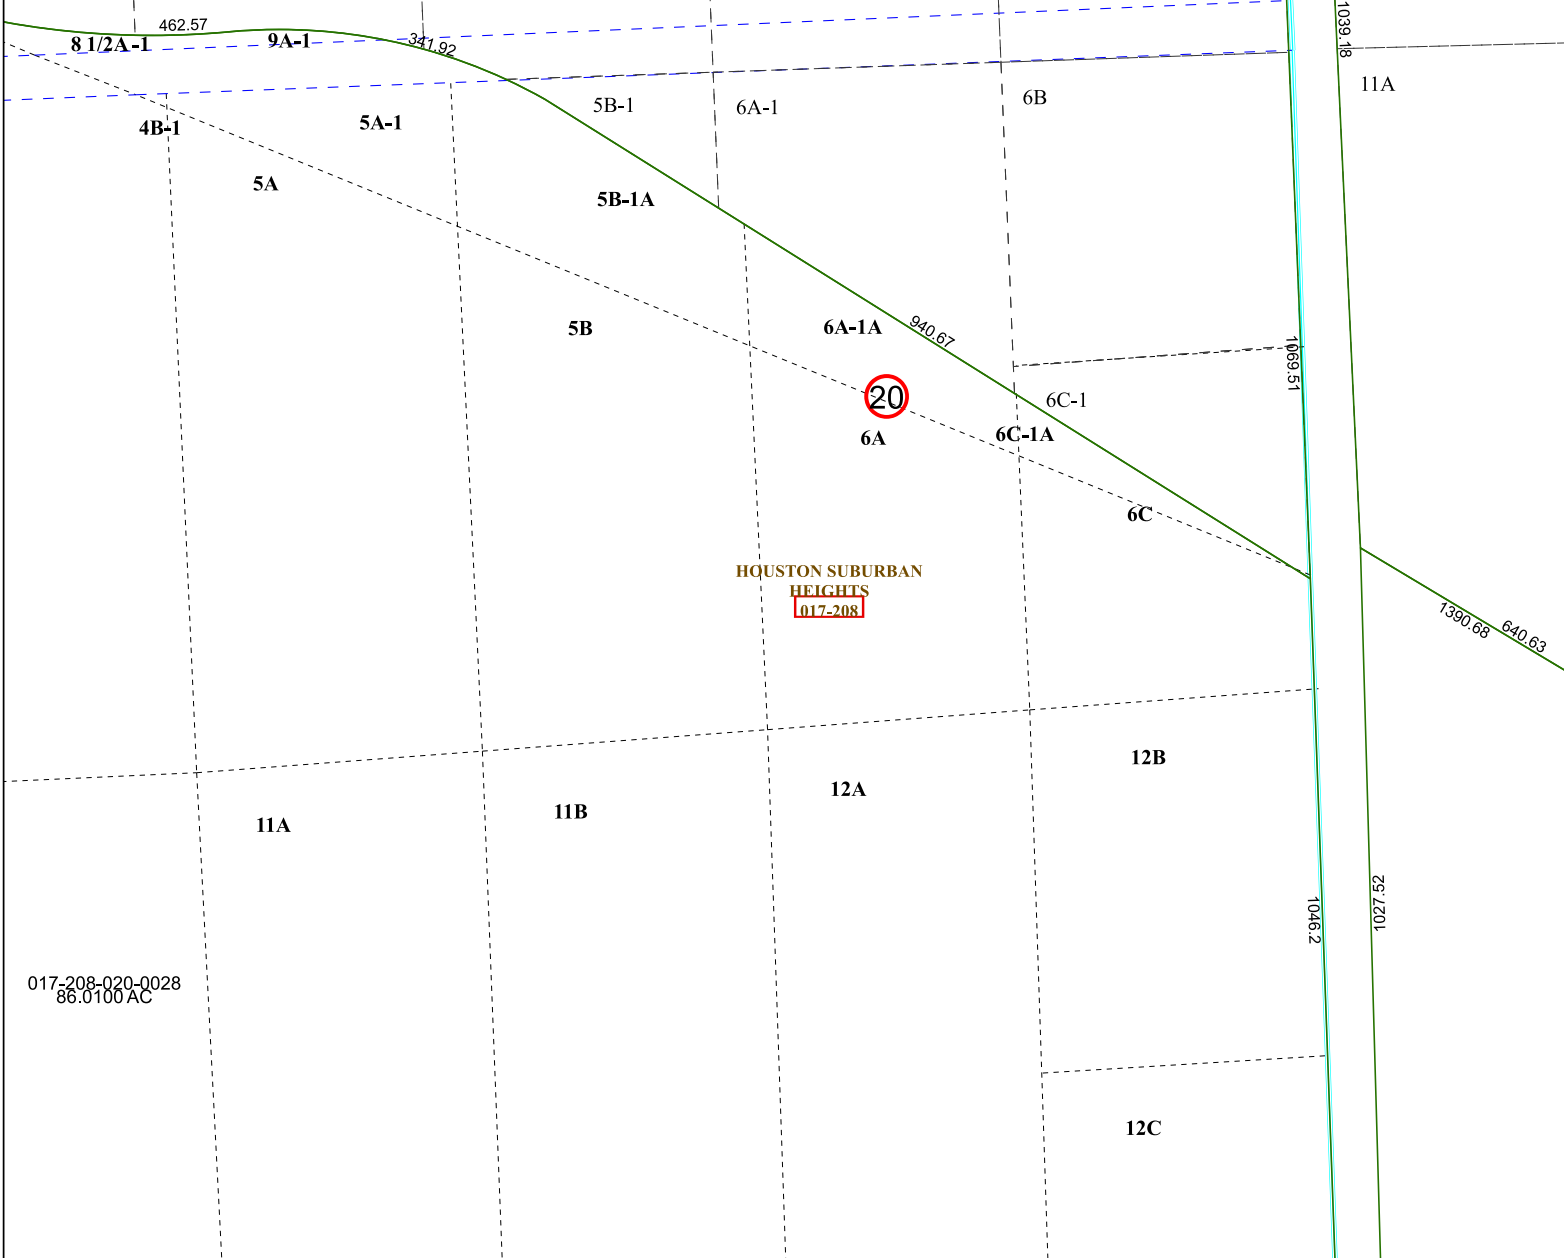 462.57
8 1/2A-1
9A-1
341.92
1039.18
11A
4B-1
5A-1
5B-1
6A-1
6B
5A
5B-1A
5B
6A-1A
940.67
1069.51
20
6C-1
6A
6C-1A
6C
HOUSTON SUBURBAN
HEIGHTS
017-208
1390.68
640.63
12B
12A
11B
11A
1046.2
1027.52
017-208-020-0028
86.0100 AC
12C